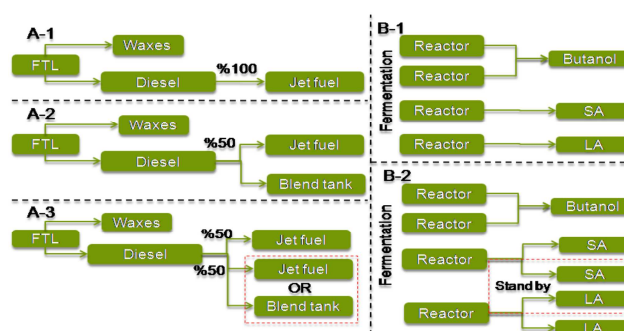 A-1
Waxes
FTL
Diesel
%100
Jet fuel
A-2
Waxes
FTL
Diesel
%50
Jet fuel
Blend tank
A-3
Waxes
FTL
Diesel
%50
%50
Jet fuel
Jet fuel
OR
Blend tank
B-1
Fermentation
Reactor
Reactor
Butanol
Reactor
SA
Reactor
LA
B-2
Fermentation
Reactor
Reactor
Butanol
Reactor
SA
SA
Stand by
Reactor
LA
LA